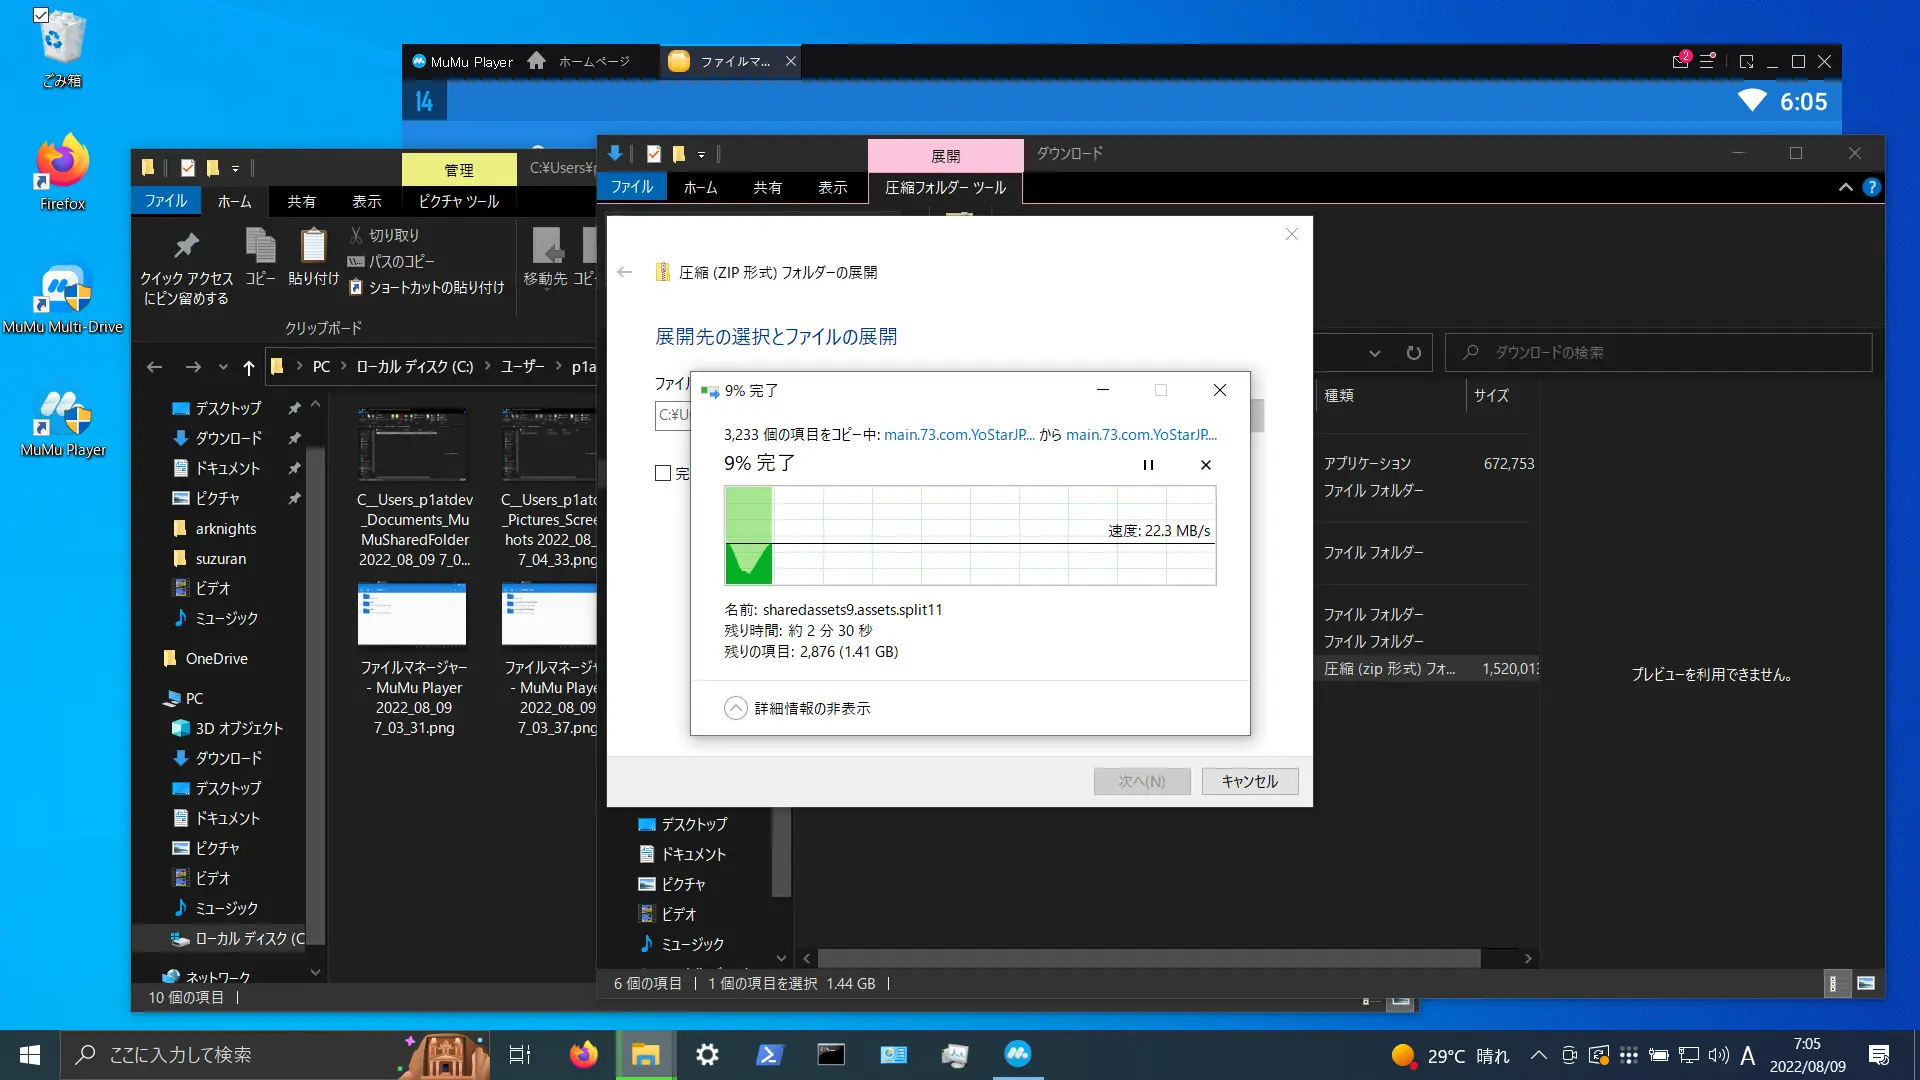 ごみ箱
Firefox
MuMu Multi-Drive
MuMu Player
MuMu Player
ホームページ
ファイルマ...
2
14
6:05
管理
C:¥Users¥p
ファイル
ホーム
共有
表示
ピクチャ ツール
クイック アクセス
にピン留めする
コピー
貼り付け
切り取り
パスのコピー
ショートカットの貼り付け
移動先
コピ
クリップボード
PC
ローカル ディスク (C:)
ユーザー
p1a
デスクトップ
ダウンロード
ドキュメント
ピクチャ
arknights
suzuran
ビデオ
ミュージック
OneDrive
PC
3D オブジェクト
ダウンロード
デスクトップ
ドキュメント
ピクチャ
ビデオ
ミュージック
ローカル ディスク (C
ネットワーク
C__Users_p1atdev
_Documents_Mu
MuSharedFolder
2022_08_09 7_0...
C__Users_p1atd
_Pictures_Scree
hots 2022_08_
7_04_33.png
ファイルマネージャー
- MuMu Player
2022_08_09
7_03_31.png
ファイルマネージャ
- MuMu Playe
2022_08_09
7_03_37.png
10 個の項目
展開
ダウンロード
ファイル
ホーム
共有
表示
圧縮フォルダー ツール
?
ダウンロードの検索
種類
サイズ
アプリケーション
672,753
ファイル フォルダー
ファイル フォルダー
ファイル フォルダー
ファイル フォルダー
圧縮 (zip 形式) フォ...
1,520,013
プレビューを利用できません。
デスクトップ
ドキュメント
ピクチャ
ビデオ
ミュージック
6 個の項目
1 個の項目を選択 1.44 GB
圧縮 (ZIP 形式) フォルダーの展開
展開先の選択とファイルの展開
ファイル
C:¥U
完
次へ(N)
キャンセル
9% 完了
3,233 個の項目をコピー中: main.73.com.YoStarJP.... から main.73.com.YoStarJP....
9% 完了
速度: 22.3 MB/s
名前: sharedassets9.assets.split11
残り時間: 約 2 分 30 秒
残りの項目: 2,876 (1.41 GB)
詳細情報の非表示
ここに入力して検索
29°C 晴れ
A
7:05
2022/08/09